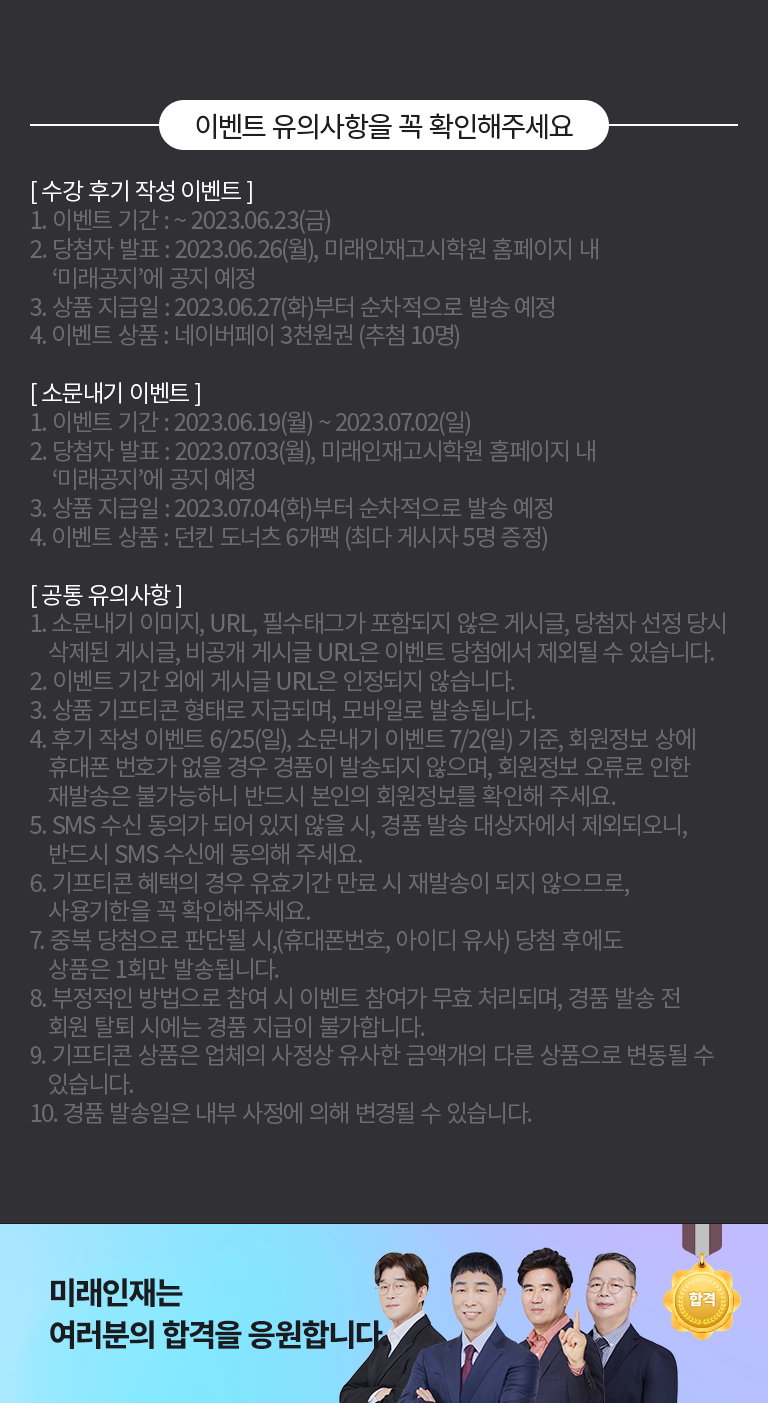 이벤트 유의사항을 꼭 확인해주세요
[ 수강 후기 작성 이벤트 ]
1. 이벤트 기간 : ~ 2023.06.23(금)
2. 당첨자 발표 : 2023.06.26(월), 미래인재고시학원 홈페이지 내
‘미래공지’에 공지 예정
3. 상품 지급일 : 2023.06.27(화)부터 순차적으로 발송 예정
4. 이벤트 상품 : 네이버페이 3천원권 (추첨 10명)
[ 소문내기 이벤트 ]
1. 이벤트 기간 : 2023.06.19(월) ~ 2023.07.02(일)
2. 당첨자 발표 : 2023.07.03(월), 미래인재고시학원 홈페이지 내
‘미래공지’에 공지 예정
3. 상품 지급일 : 2023.07.04(화)부터 순차적으로 발송 예정
4. 이벤트 상품 : 던킨 도너츠 6개팩 (최다 게시자 5명 증정)
[ 공통 유의사항 ]
1. 소문내기 이미지, URL, 필수태그가 포함되지 않은 게시글, 당첨자 선정 당시
삭제된 게시글, 비공개 게시글 URL은 이벤트 당첨에서 제외될 수 있습니다.
2. 이벤트 기간 외에 게시글 URL은 인정되지 않습니다.
3. 상품 기프티콘 형태로 지급되며, 모바일로 발송됩니다.
4. 후기 작성 이벤트 6/25(일), 소문내기 이벤트 7/2(일) 기준, 회원정보 상에
휴대폰 번호가 없을 경우 경품이 발송되지 않으며, 회원정보 오류로 인한
재발송은 불가능하니 반드시 본인의 회원정보를 확인해 주세요.
5. SMS 수신 동의가 되어 있지 않을 시, 경품 발송 대상자에서 제외되오니,
반드시 SMS 수신에 동의해 주세요.
6. 기프티콘 혜택의 경우 유효기간 만료 시 재발송이 되지 않으므로,
사용기한을 꼭 확인해주세요.
7. 중복 당첨으로 판단될 시,(휴대폰번호, 아이디 유사) 당첨 후에도
상품은 1회만 발송됩니다.
8. 부정적인 방법으로 참여 시 이벤트 참여가 무효 처리되며, 경품 발송 전
회원 탈퇴 시에는 경품 지급이 불가합니다.
9. 기프티콘 상품은 업체의 사정상 유사한 금액개의 다른 상품으로 변동될 수
있습니다.
10. 경품 발송일은 내부 사정에 의해 변경될 수 있습니다.
미래인재는
여러분의 합격을 응원합니다
합격